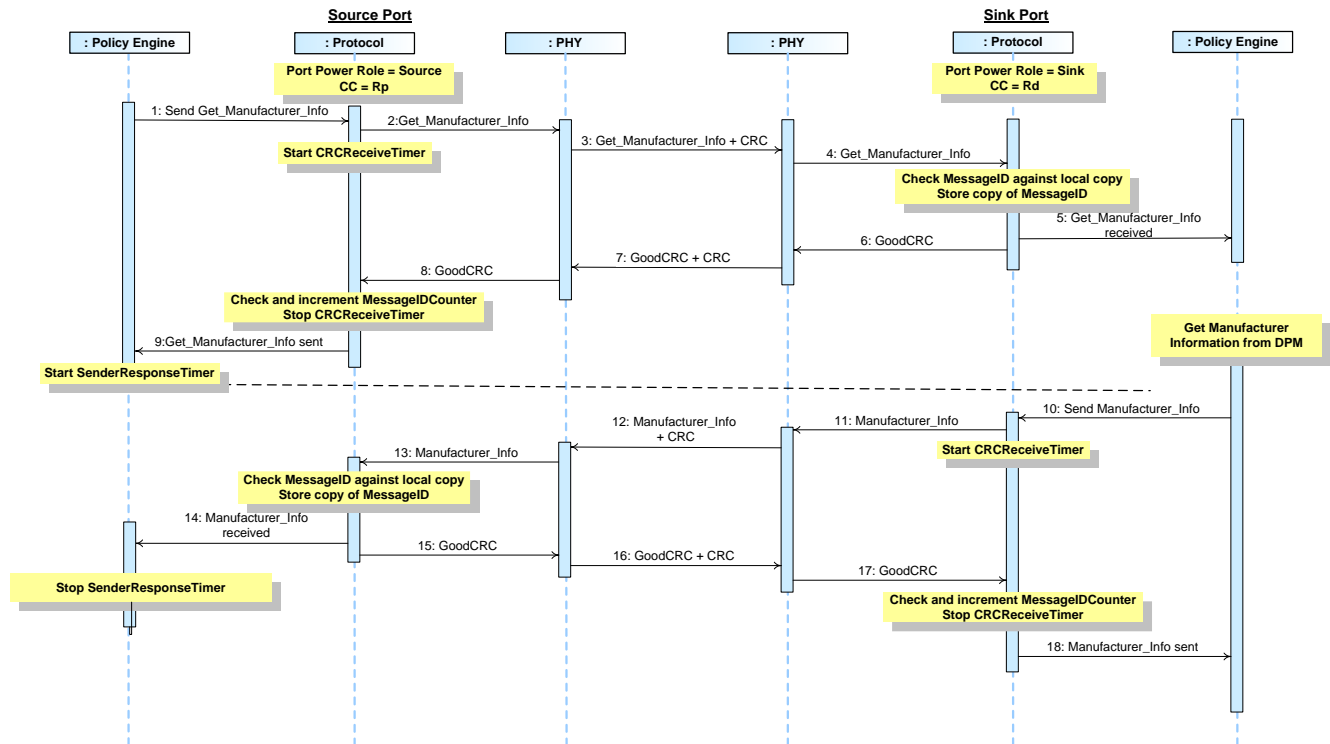 Source Port
Sink Port
: Policy Engine
: Protocol
: PHY
: PHY
: Protocol
: Policy Engine
Port Power Role = Source
CC = Rp
Port Power Role = Sink
CC = Rd
1: Send Get_Manufacturer_Info
2:Get_Manufacturer_Info
Start CRCReceiveTimer
3: Get_Manufacturer_Info + CRC
4: Get_Manufacturer_Info
Check MessageID against local copy
Store copy of MessageID
5: Get_Manufacturer_Info
received
6: GoodCRC
7: GoodCRC + CRC
8: GoodCRC
Check and increment MessageIDCounter
Stop CRCReceiveTimer
9:Get_Manufacturer_Info sent
Start SenderResponseTimer
Get Manufacturer
Information from DPM
10: Send Manufacturer_Info
11: Manufacturer_Info
Start CRCReceiveTimer
12: Manufacturer_Info
+ CRC
13: Manufacturer_Info
Check MessageID against local copy
Store copy of MessageID
14: Manufacturer_Info
received
15: GoodCRC
16: GoodCRC + CRC
17: GoodCRC
Stop SenderResponseTimer
Check and increment MessageIDCounter
Stop CRCReceiveTimer
18: Manufacturer_Info sent